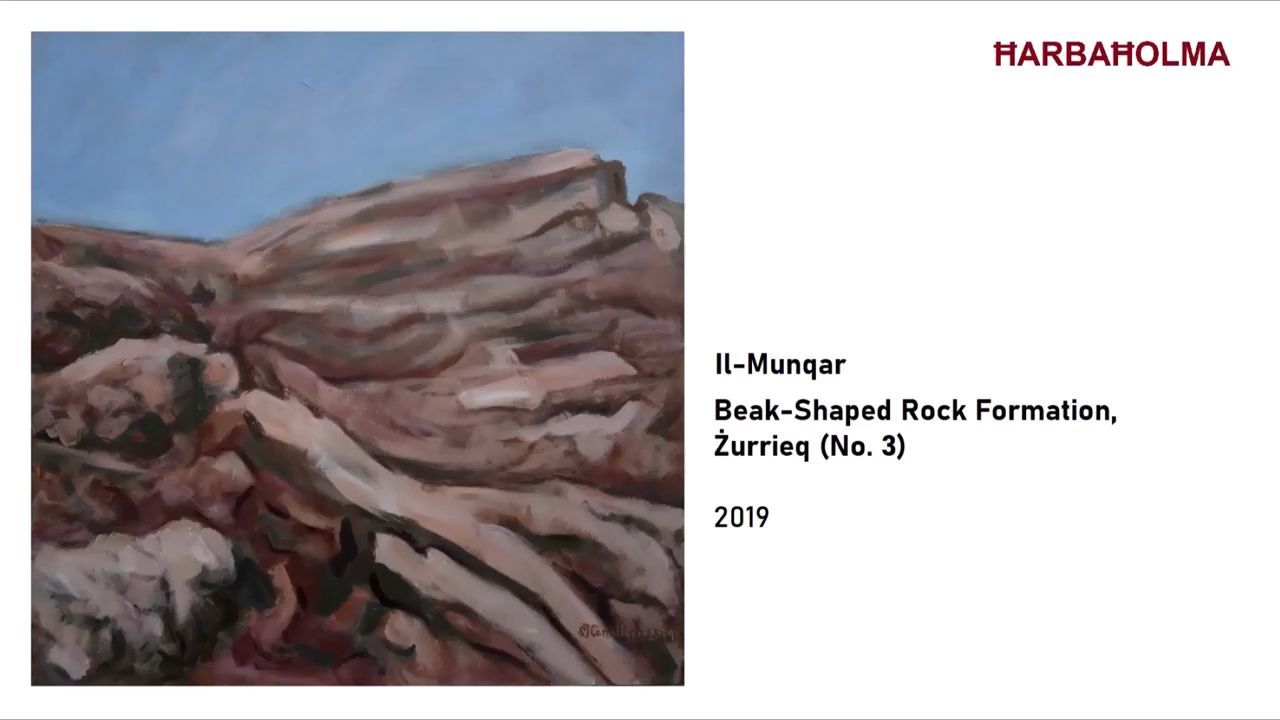 ĦARBAĦOLMA
Il-Munqar
Beak-Shaped Rock Formation,
Żurrieq (No. 3)
2019